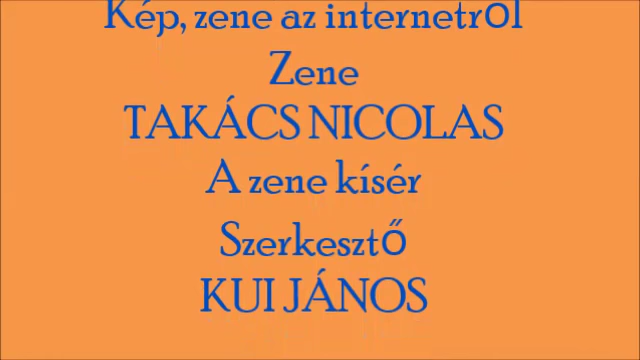 Kép, zene az internetről
Zene
TAKÁCS NICOLAS
A zene kísér
Szerkesztő
KUI JÁNOS